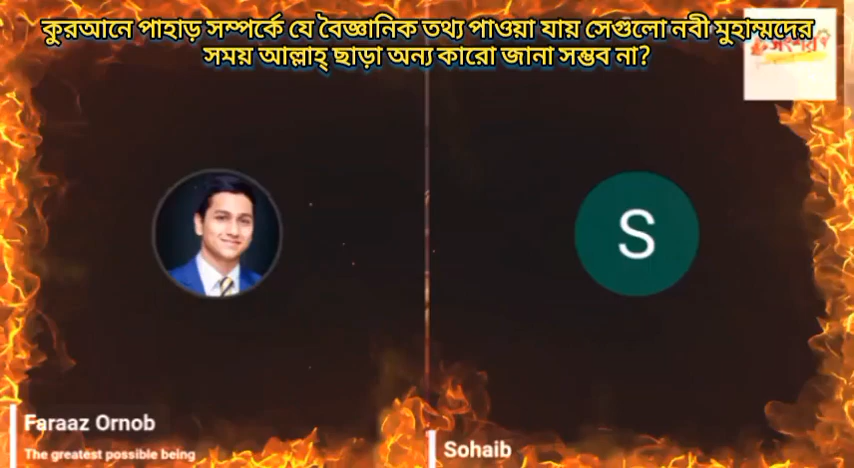 কুরআনে পাহাড় সম্পর্কে যে বৈজ্ঞানিক তথ্য পাওয়া যায় সেগুলো নবী মুহাম্মদের
সময় আল্লাহ্ ছাড়া অন্য কারো জানা সম্ভব না?
S
Faraaz Ornob
The greatest possible being
Sohaib